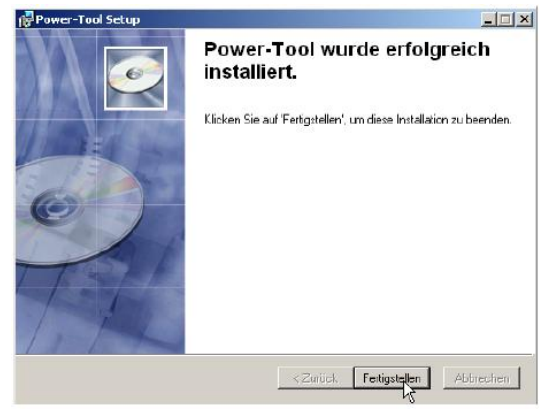 Power-Tool Setup
Power-Tool wurde erfolgreich
installiert.
Klicken Sie auf 'Fertigstellen', um diese Installation zu beenden.
< Zurück
Fertigstellen
Abbrechen